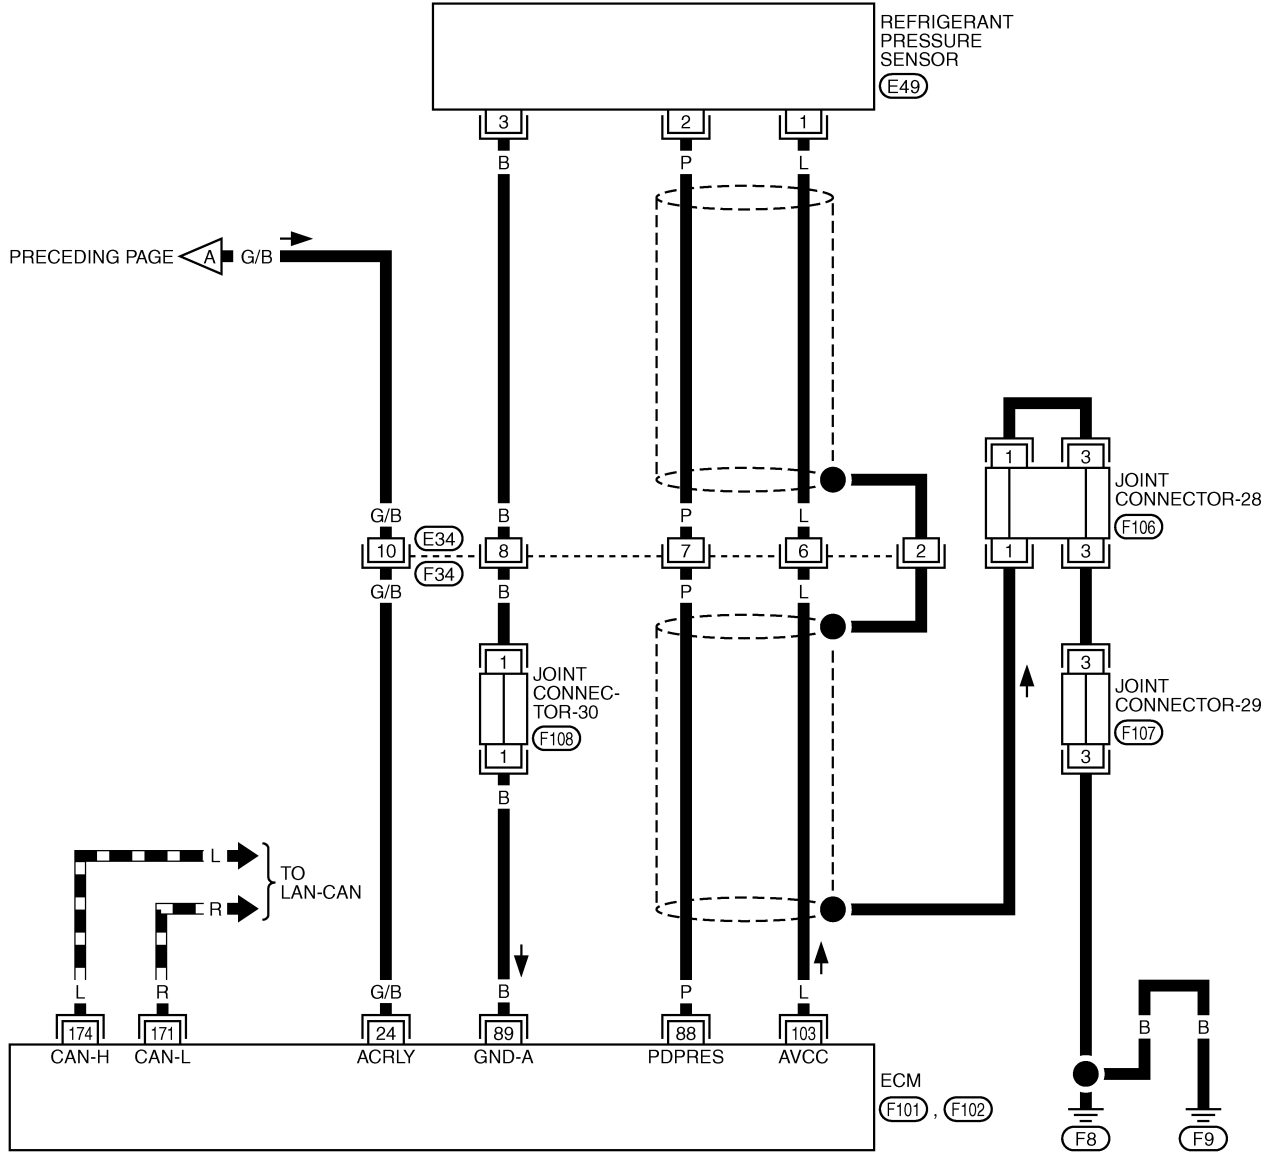 REFRIGERANT
PRESSURE
SENSOR
E49
3 2 1
B P L
PRECEDING PAGE A G/B
G/B B P L
10 E34 8 7 6 2
F34
G/B B P L
1 3
JOINT
CONNECTOR-28
F106
1 3
1
JOINT
CONNEC-
TOR-30
F108
1
B
3
JOINT
CONNECTOR-29
F107
3
L
R
TO
LAN-CAN
L R G/B B P L
174 171 24 89 88 103
CAN-H CAN-L ACRLY GND-A PDPRES AVCC
ECM
F101 , F102
B B
F8 F9